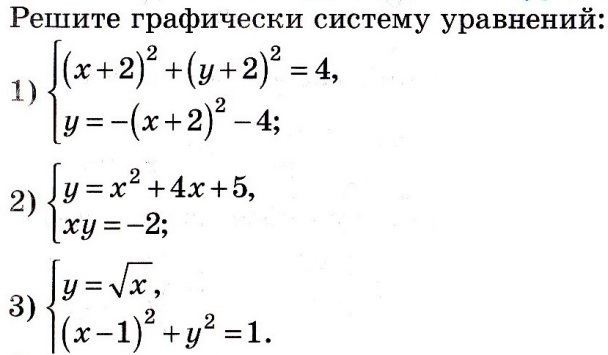 Решите графически систему уравнений:
1) { (x+2)² + (y+2)² = 4,
y = −(x+2)² − 4;
2) { y = x² + 4x + 5,
xy = −2;
3) { y = √x,
(x−1)² + y² = 1.